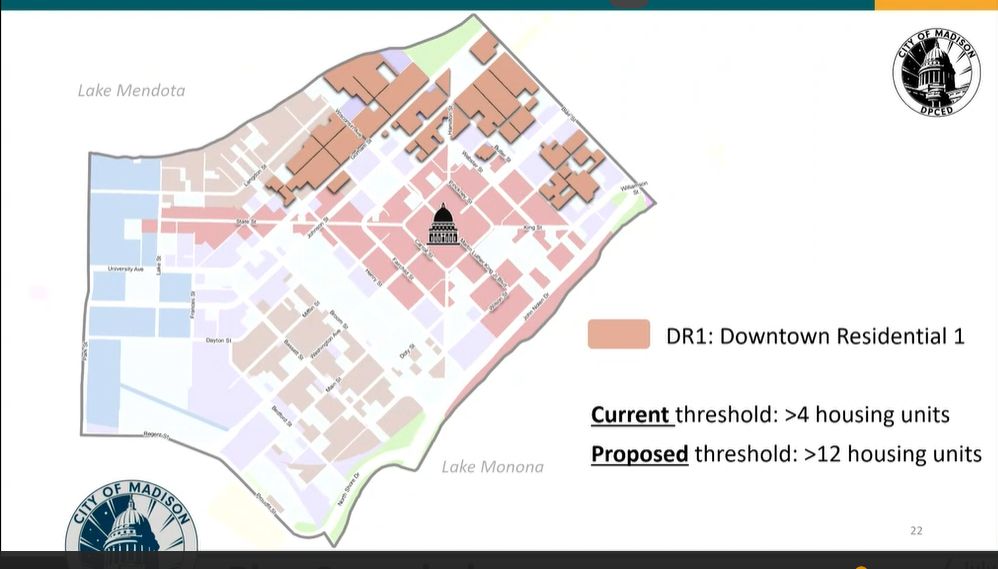 CITY OF MADISON
DPCED
Lake Mendota
Langdon St
State St
Johnson St
King St
Williamson St
University Ave
Lake St
Frances St
Henry St
Fairchild St
Carroll St
Pinckney St
Webster St
Butler St
Hamilton St
Blair St
Wisconsin Ave
Gorham St
Martin Luther King Jr Blvd
Wilson St
John Nolen Dr
Dayton St
Mifflin St
Broom St
Washington Ave
Bassett St
Main St
Doty St
Bedford St
Park St
Regent St
Proudfit St
North Shore Dr
Lake Monona
DR1: Downtown Residential 1
Current threshold: >4 housing units
Proposed threshold: >12 housing units
22
CITY OF MADISON